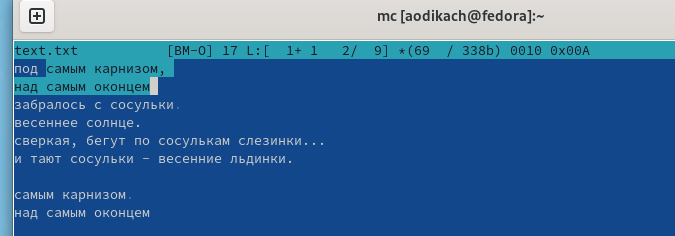 mc [aodikach@fedora]:~
text.txt [BM-O] 17 L:[ 1+ 1 2/ 9] *(69 / 338b) 0010 0x00A
под самым карнизом,
над самым оконцем
забралось с сосульки.
весеннее солнце.
сверкая, бегут по сосулькам слезинки...
и тают сосульки - весенние льдинки.
самым карнизом.
над самым оконцем